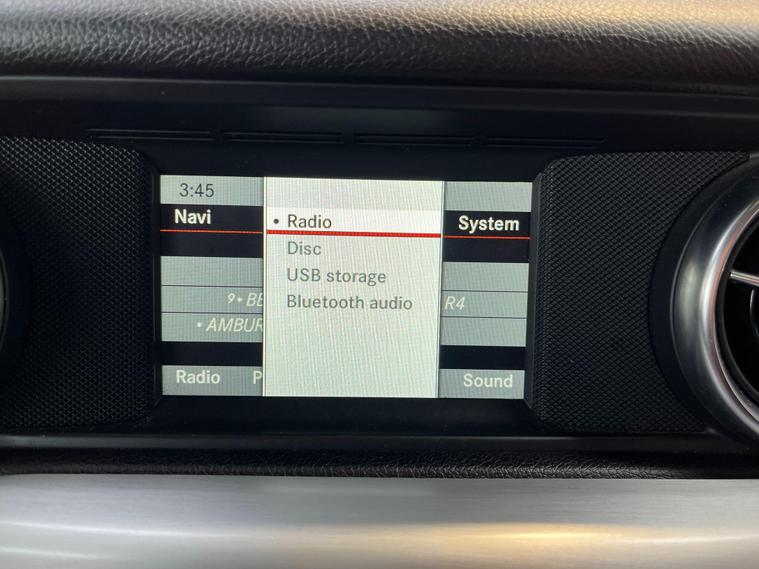 3:45
Navi
System
• Radio
Disc
USB storage
Bluetooth audio
9• BE
R4
• AMBUR
Radio
P
Sound